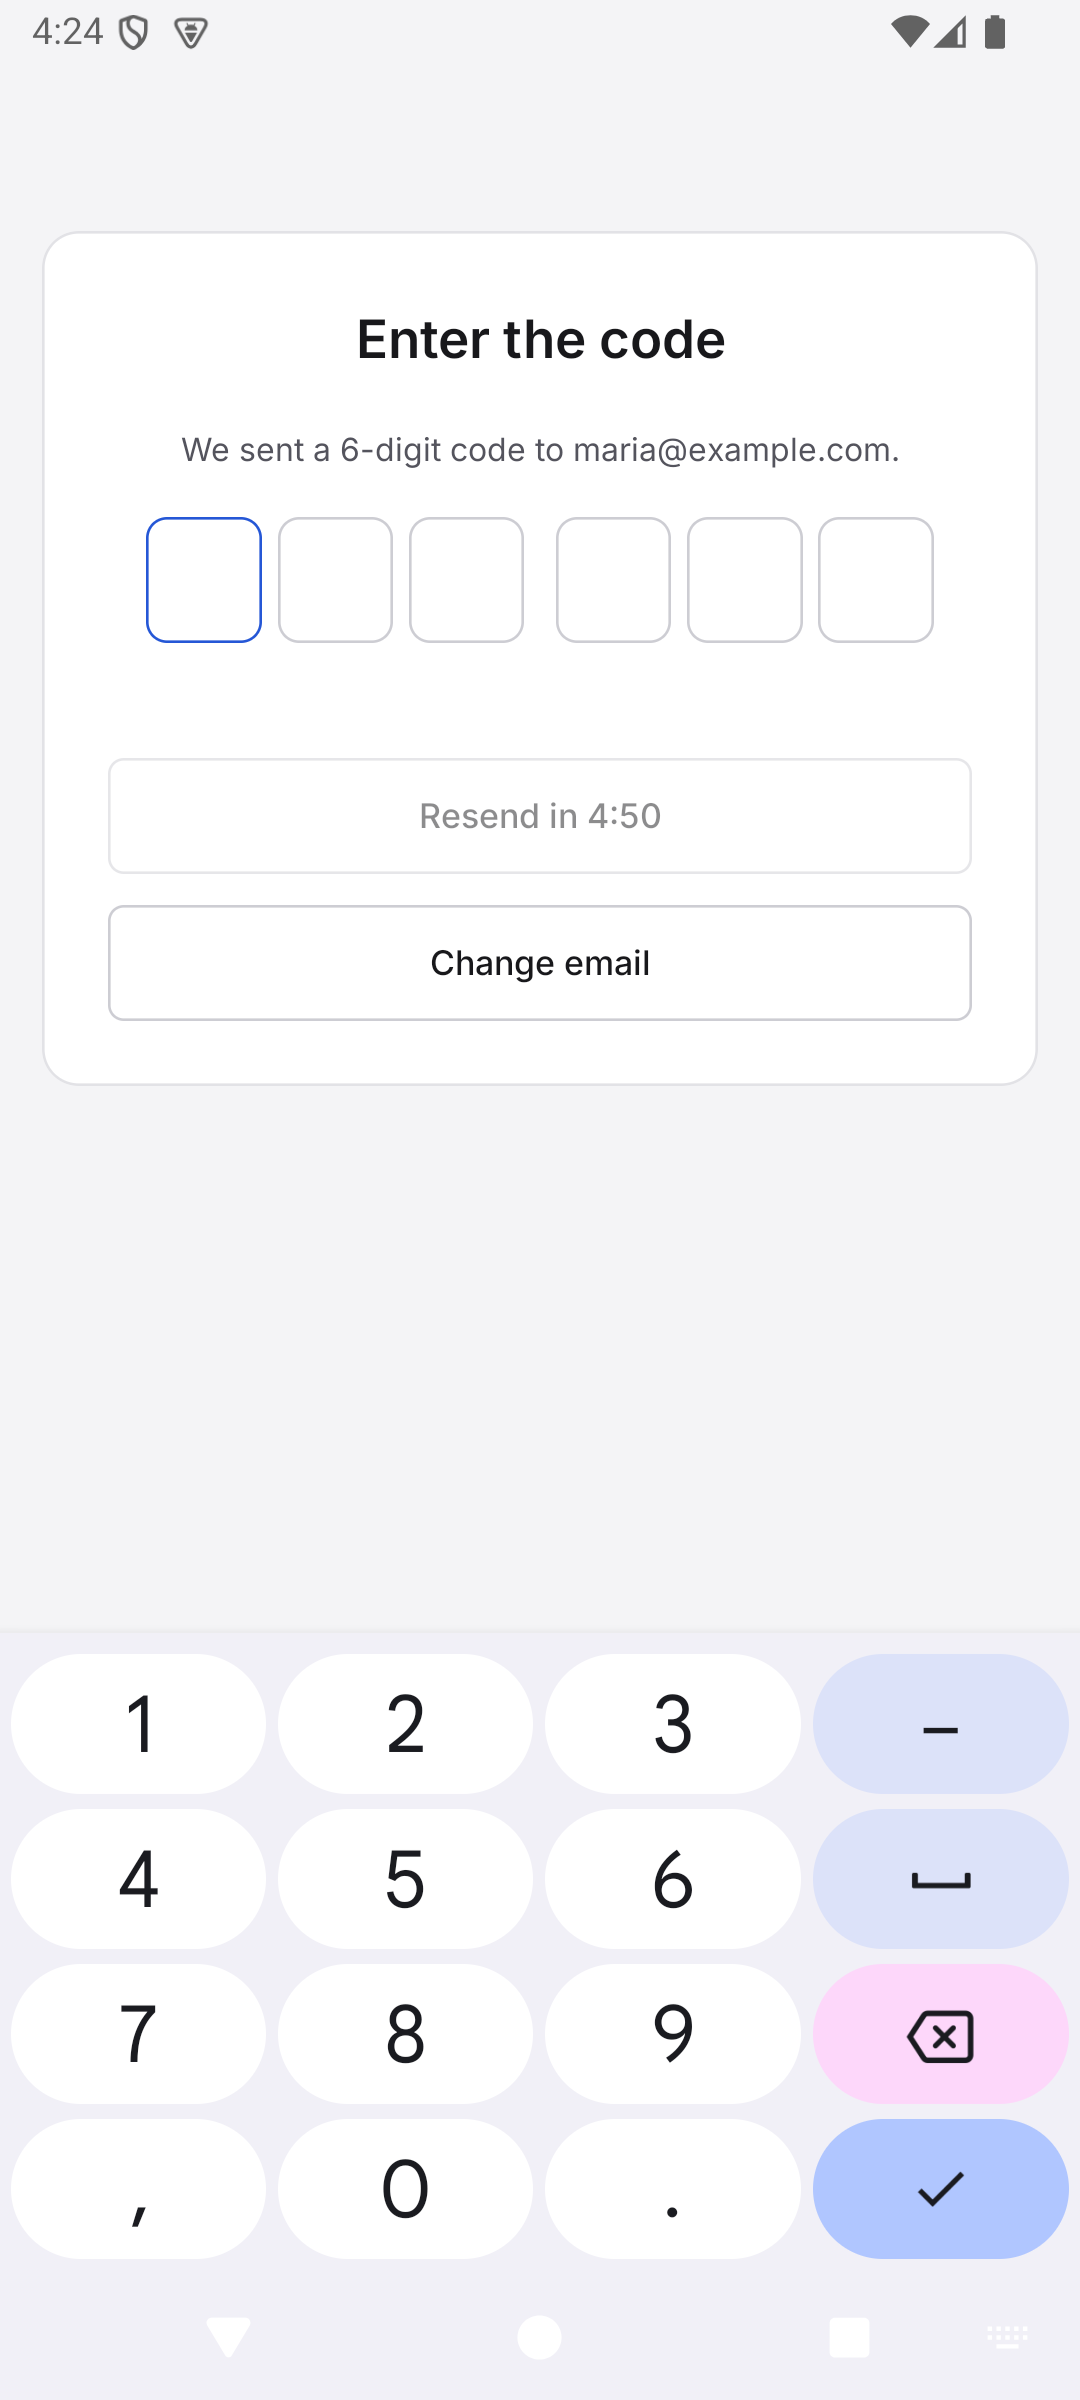 4:24
Enter the code
We sent a 6-digit code to maria@example.com.
Resend in 4:50
Change email
1 2 3 –
4 5 6
7 8 9
, 0 .